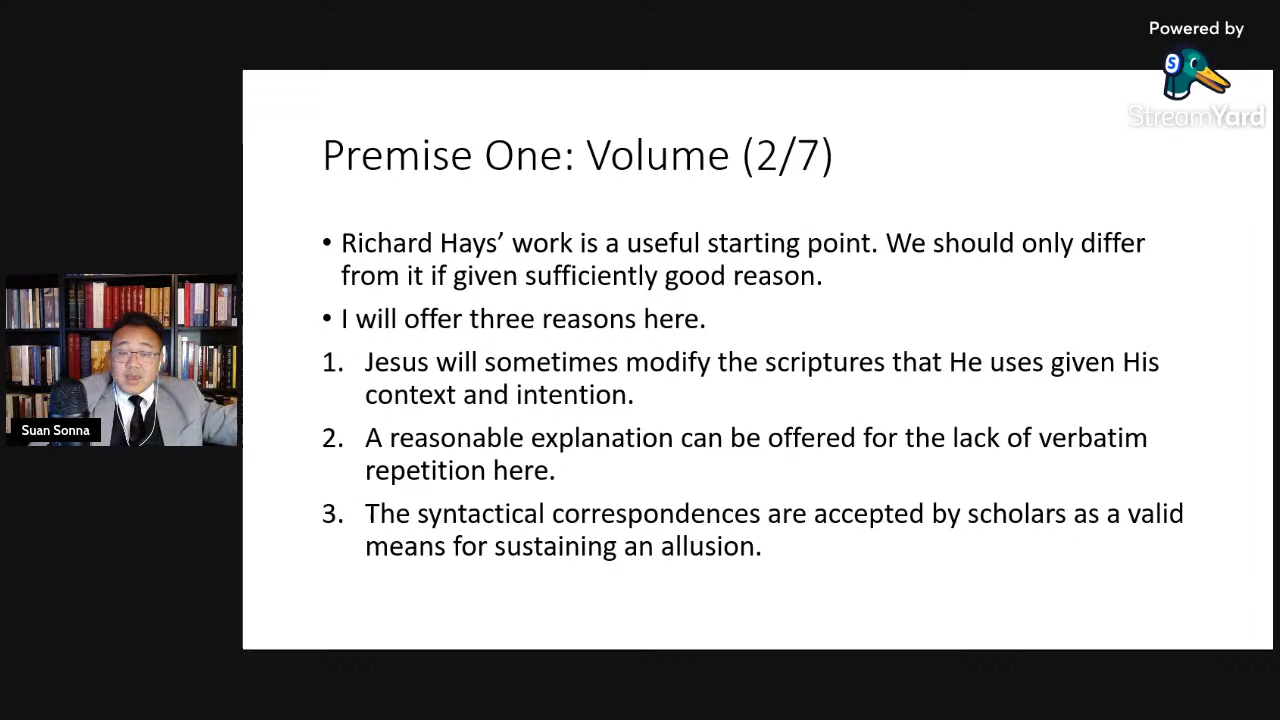 Powered by
StreamYard
Premise One: Volume (2/7)
• Richard Hays’ work is a useful starting point. We should only differ
from it if given sufficiently good reason.
• I will offer three reasons here.
1. Jesus will sometimes modify the scriptures that He uses given His
context and intention.
2. A reasonable explanation can be offered for the lack of verbatim
repetition here.
3. The syntactical correspondences are accepted by scholars as a valid
means for sustaining an allusion.
Suan Sonna